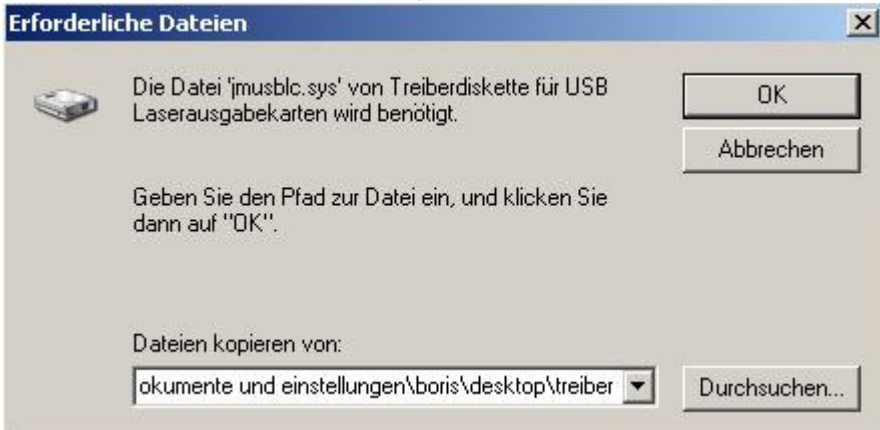 Erforderliche Dateien
Die Datei 'jmusblc.sys' von Treiberdiskette für USB
Laserausgabekarten wird benötigt.
OK
Abbrechen
Geben Sie den Pfad zur Datei ein, und klicken Sie
dann auf "OK".
Dateien kopieren von:
okumente und einstellungen\boris\desktop\treiber
Durchsuchen...